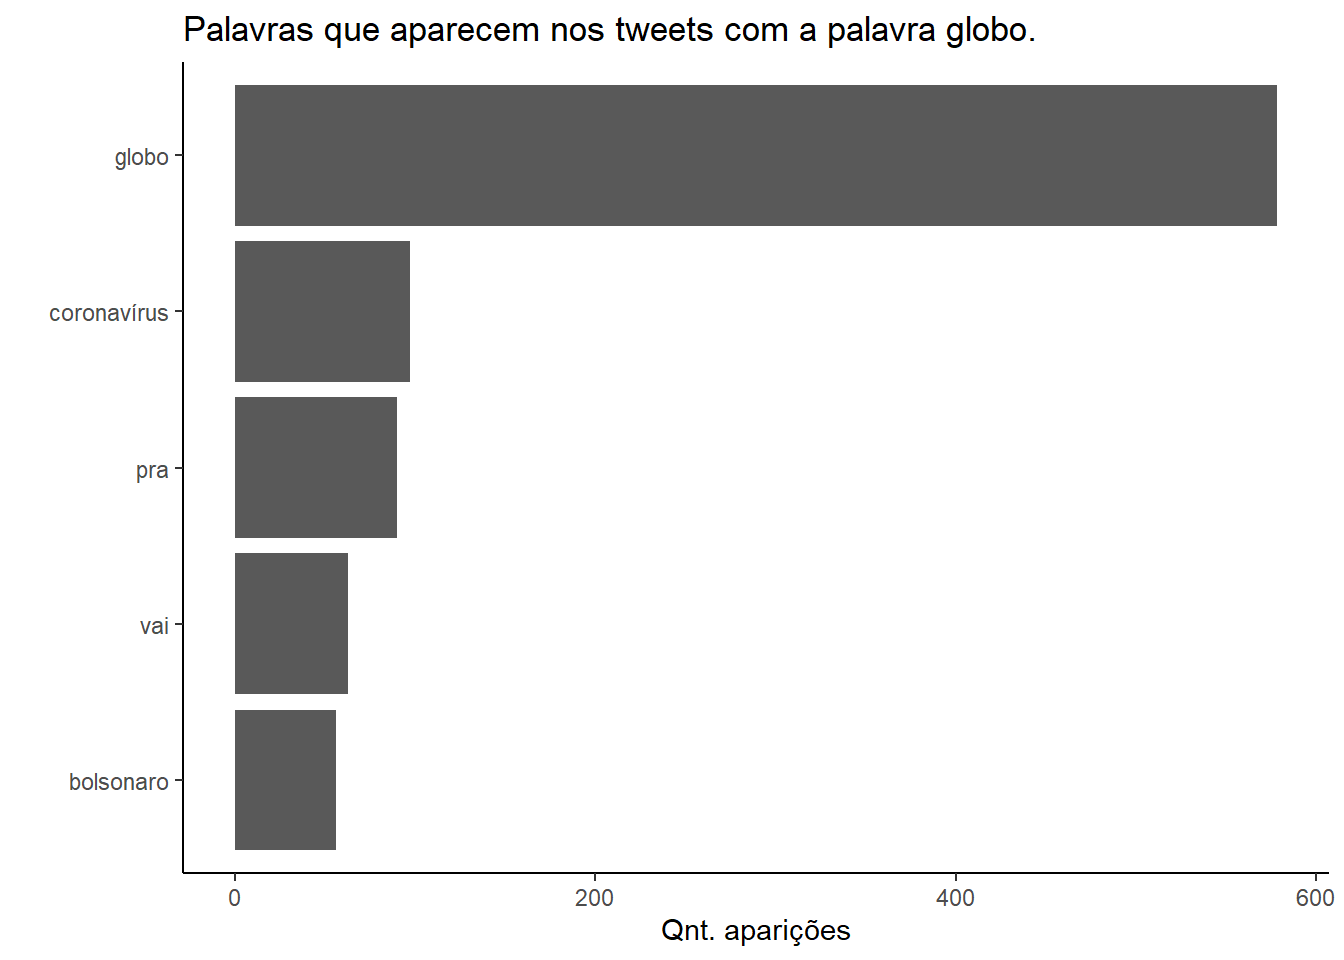 Palavras que aparecem nos tweets com a palavra globo.
globo
coronavírus
pra
vai
bolsonaro
0 200 400 600
Qnt. aparições